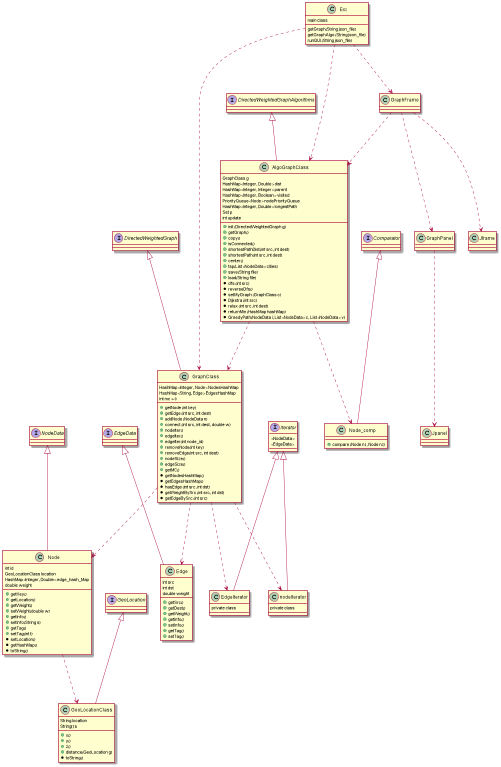 Ex2
main class
getGraph(String json_file)
getGraphAlgo(String json_file)
runGUI(String json_file)
DirectedWeightedGraphAlgorithms
GraphFrame
AlgoGraphClass
GraphClass g
HashMap<Integer, Double> dist
HashMap<Integer, Integer> parent
HashMap<Integer, Boolean> visited
PriorityQueue<Node> nodePriorityQueue
HashMap<Integer, Double> longestPath
int update
init(DirectedWeightedGraph g)
getGraph()
copy()
isConnected()
shortestPathDist(int src, int dest)
shortestPath(int src, int dest)
center()
tsp(List<NodeData> cities)
save(String file)
load(String file)
dfs(int src)
reverseDfs()
setMyGraph(GraphClass c)
Dijkstra(int src)
relax(int src, int dest)
returnMin(HashMap hashMap)
GreedyPath(NodeData i, List<NodeData> c, List<NodeData> v)
DirectedWeightedGraph
Comparator
GraphPanel
Jframe
GraphClass
HashMap<Integer, Node> NodesHashMap
HashMap<String, Edge> EdgesHashMap
int mc = 0
getNode(int key)
getEdge(int src, int dest)
addNode(NodeData n)
connect(int src, int dest, double w)
nodeIter()
edgeIter()
edgeIter(int node_id)
removeNode(int key)
removeEdge(int src, int dest)
nodeSize()
edgeSize()
getMC()
getNodesHashMap()
getEdgesHashMap()
hasEdge(int src, int dst)
getWeightBySrc(int src, int dst)
getEdgeBySrc(int src)
NodeData
EdgeData
Iterator
<NodeData>
<EdgeData>
Node_comp
compare(Node n1, Node n2)
Jpanel
Node
int id
GeoLocationClass location
HashMap<Integer, Double> edge_hash_Map
double weight
getKey()
getLocation()
getWeight()
setWeight(double w)
getInfo()
setInfo(String s)
getTag()
setTag(int t)
setLocation()
getHashMap()
toString()
GeoLocation
Edge
int src
int dst
double weight
getSrc()
getDest()
getWeight()
getInfo()
setInfo()
getTag()
setTag()
EdgeIterator
private class
nodeIterator
private class
GeoLocationClass
String location
x()
y()
z()
distance(GeoLocation g)
toString()